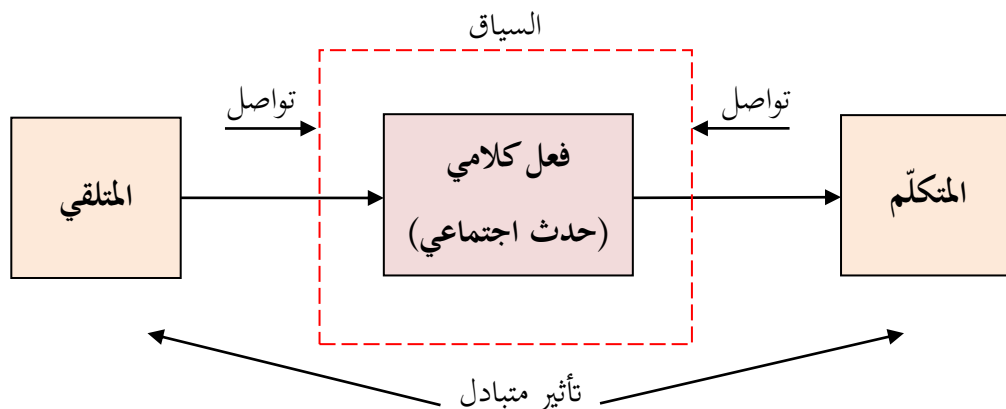 السياق
تواصل
تواصل
المتكلّم
فعل كلامي
(حدث اجتماعي)
المتلقي
تأثير متبادل